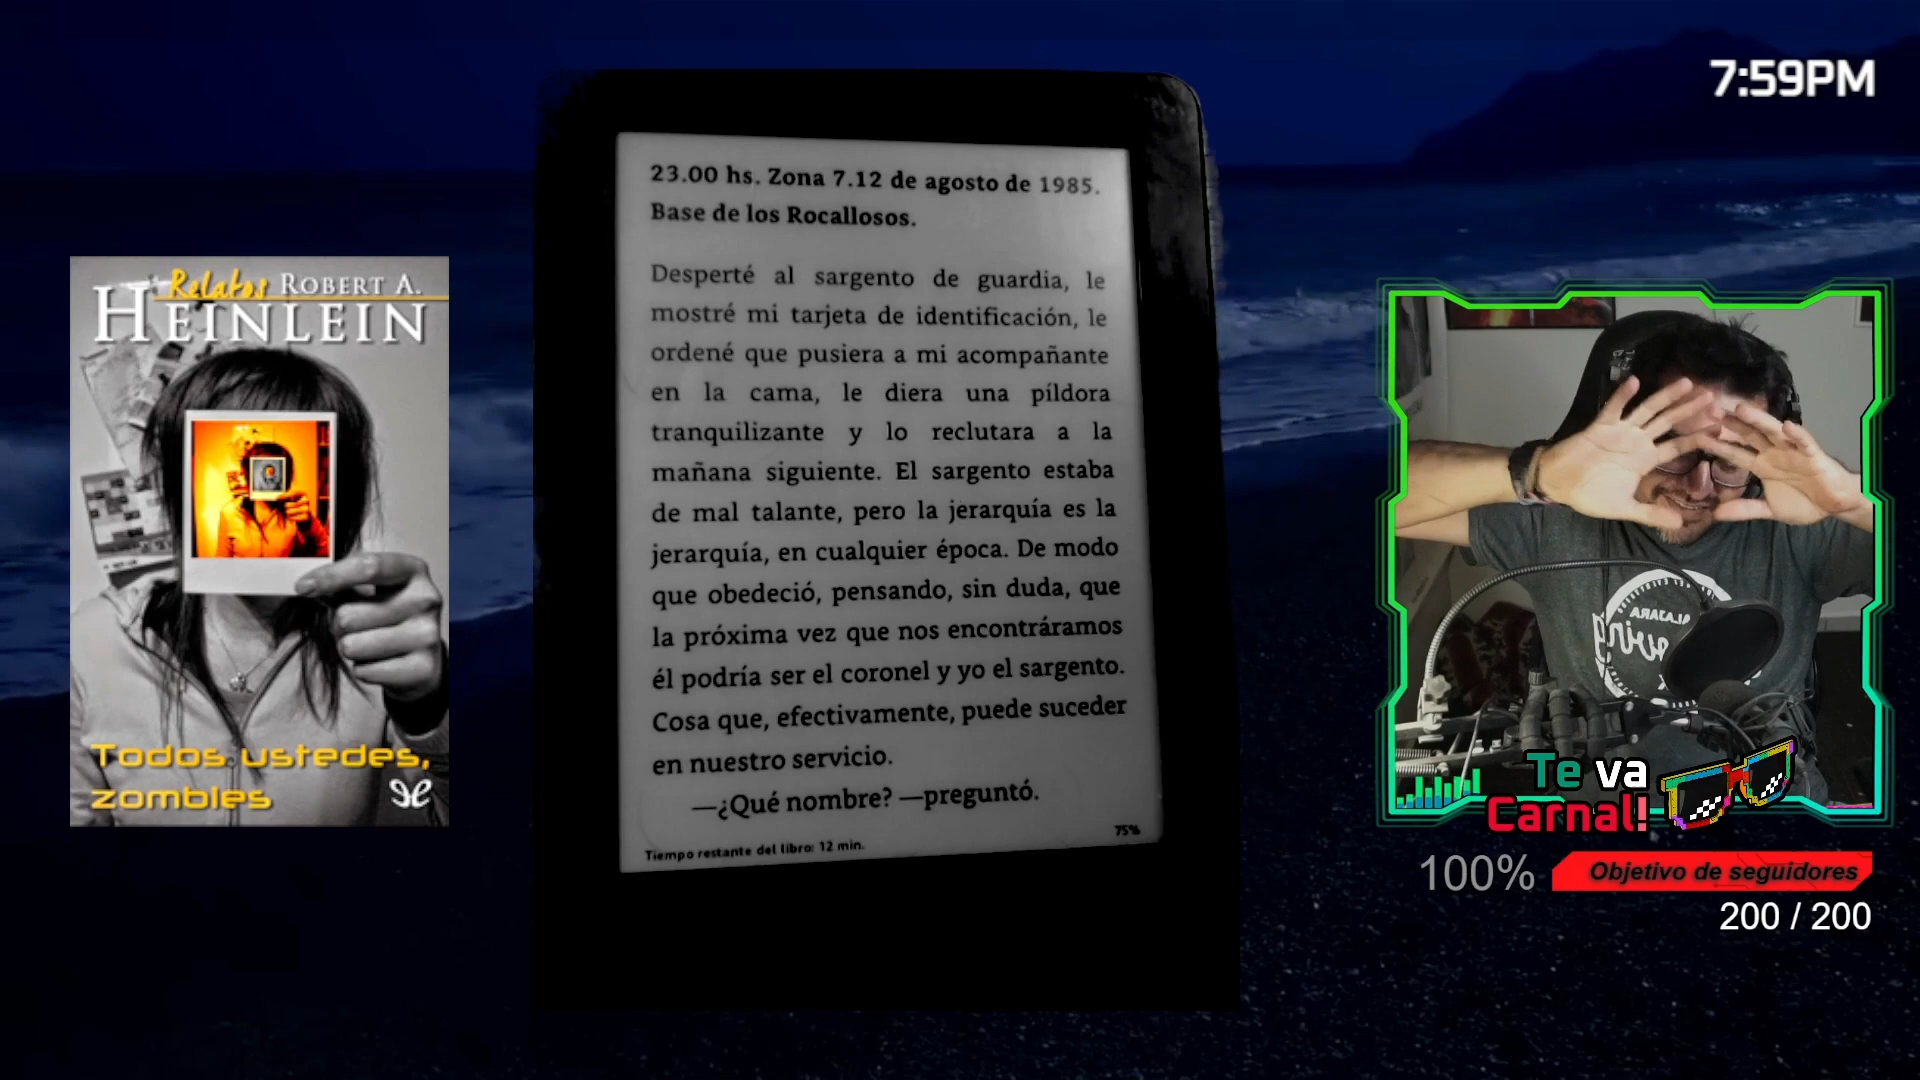 7:59PM
Relatos ROBERT A.
HEINLEIN
Todos ustedes,
zombies
23.00 hs. Zona 7.12 de agosto de 1985.
Base de los Rocallosos.
Desperté al sargento de guardia, le
mostré mi tarjeta de identificación, le
ordené que pusiera a mi acompañante
en la cama, le diera una píldora
tranquilizante y lo reclutara a la
mañana siguiente. El sargento estaba
de mal talante, pero la jerarquía es la
jerarquía, en cualquier época. De modo
que obedeció, pensando, sin duda, que
la próxima vez que nos encontráramos
él podría ser el coronel y yo el sargento.
Cosa que, efectivamente, puede suceder
en nuestro servicio.
—¿Qué nombre? —preguntó.
75%
Tiempo restante del libro: 12 min.
Te va
Carnal!
100% Objetivo de seguidores
200 / 200